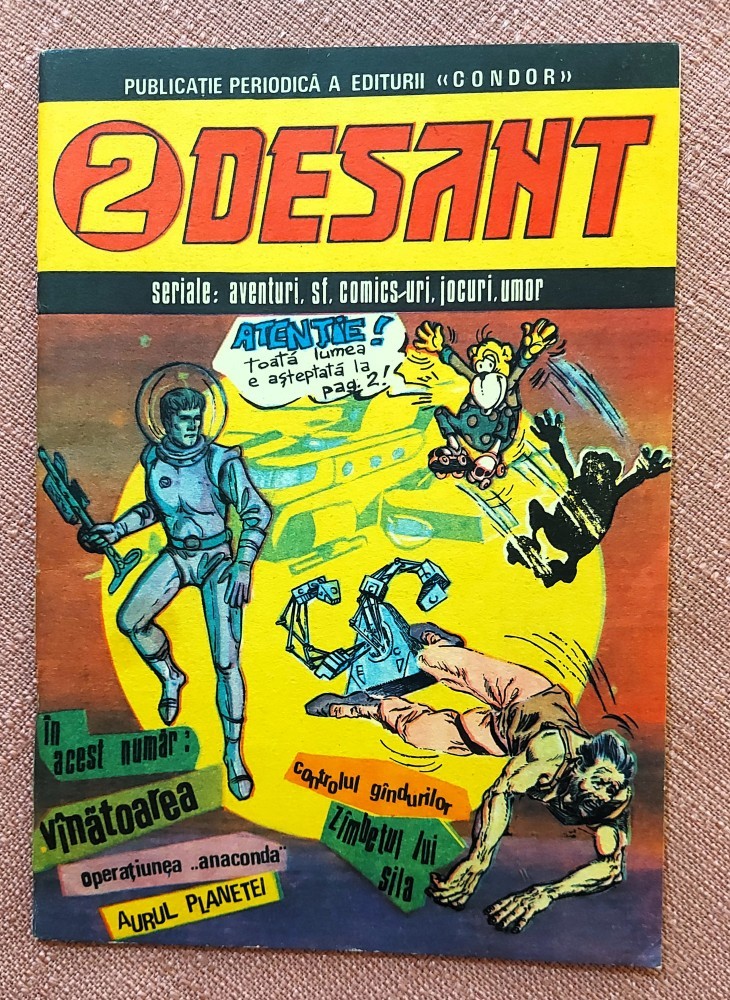 PUBLICAȚIE PERIODICĂ A EDITURII «CONDOR»
2 DESANT
seriale: aventuri, sf, comics-uri, jocuri, umor
ATENȚIE!
toată lumea
e așteptată la
pag. 2!
în
acest număr:
vînătoarea
operațiunea „anaconda"
AURUL PLANETEI
controlul gîndurilor
Zîmbetul lui
sila